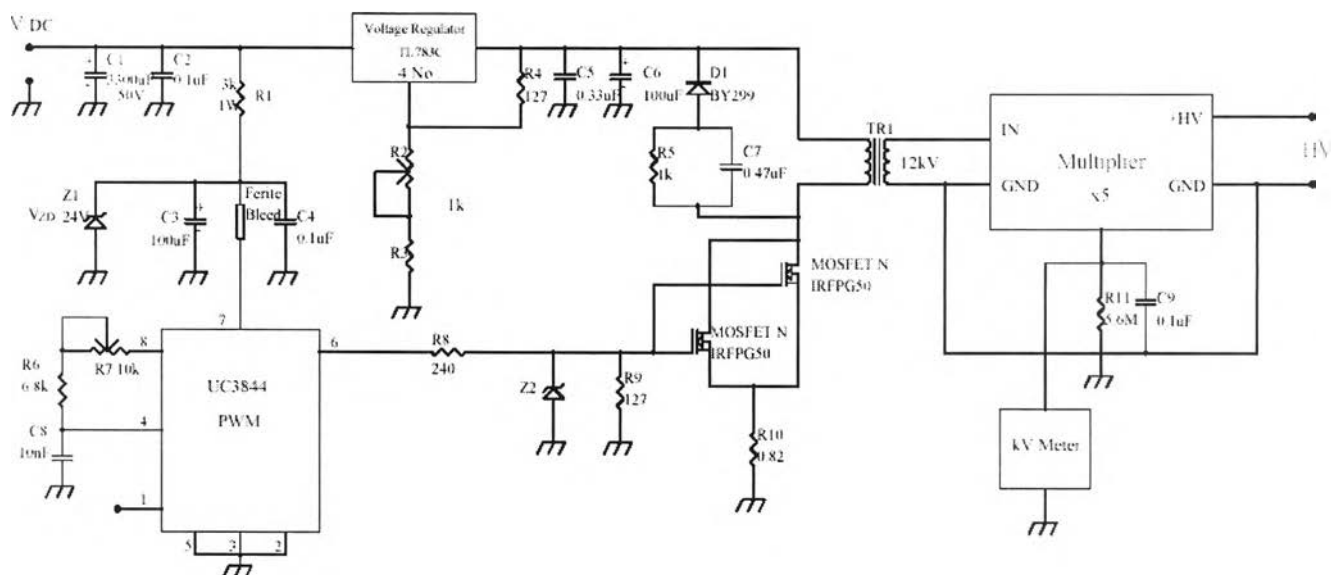 V DC
C1
3300uF
50V
C2
0.1uF
3k
1W
R1
Voltage Regulator
TL783C
4 No
R4
127
C5
0.33uF
C6
100uF
D1
BY299
R5
1k
C7
0.47uF
TR1
12kV
IN
+HV
Multiplier
x5
GND
GND
HV
Z1
VZD 24V
C3
100uF
Ferite
Bleed
C4
0.1uF
R2
1k
R3
MOSFET N
IRFPG50
MOSFET N
IRFPG50
R11
5.6M
C9
0.1uF
7
8
6
R7 10k
R6
6.8k
UC3844
PWM
4
C8
10nF
1
5
3
2
R8
240
Z2
R9
127
R10
0.82
kV Meter